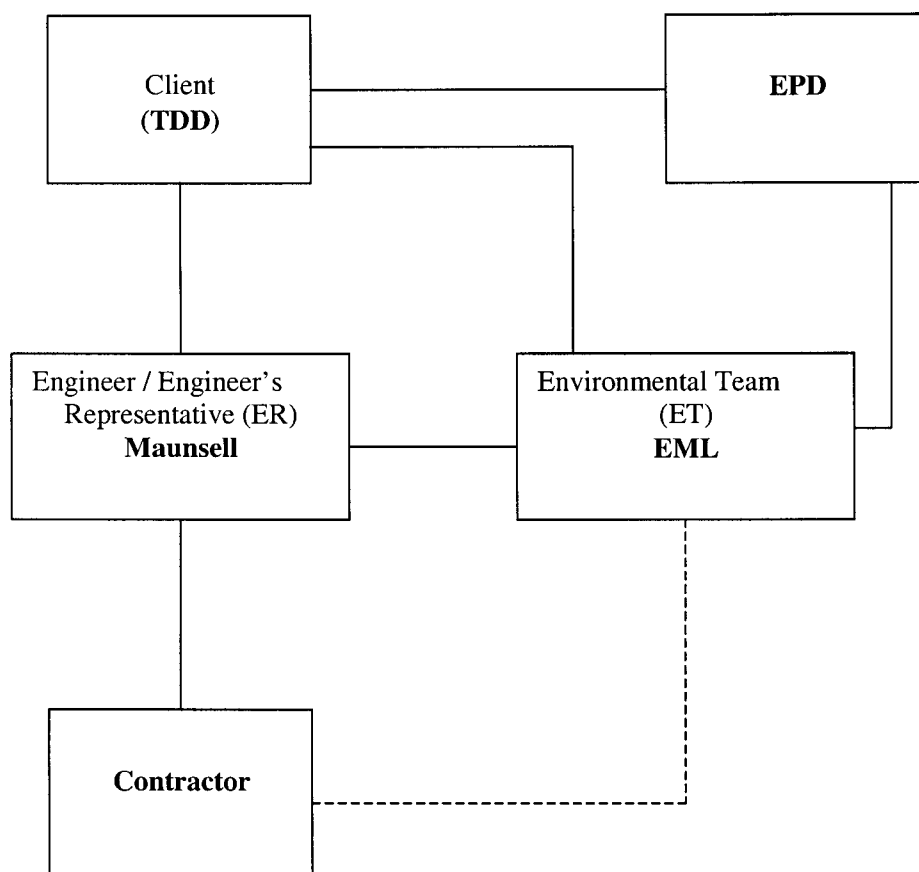 Client
(TDD)
EPD
Engineer / Engineer's
Representative (ER)
Maunsell
Environmental Team
(ET)
EML
Contractor